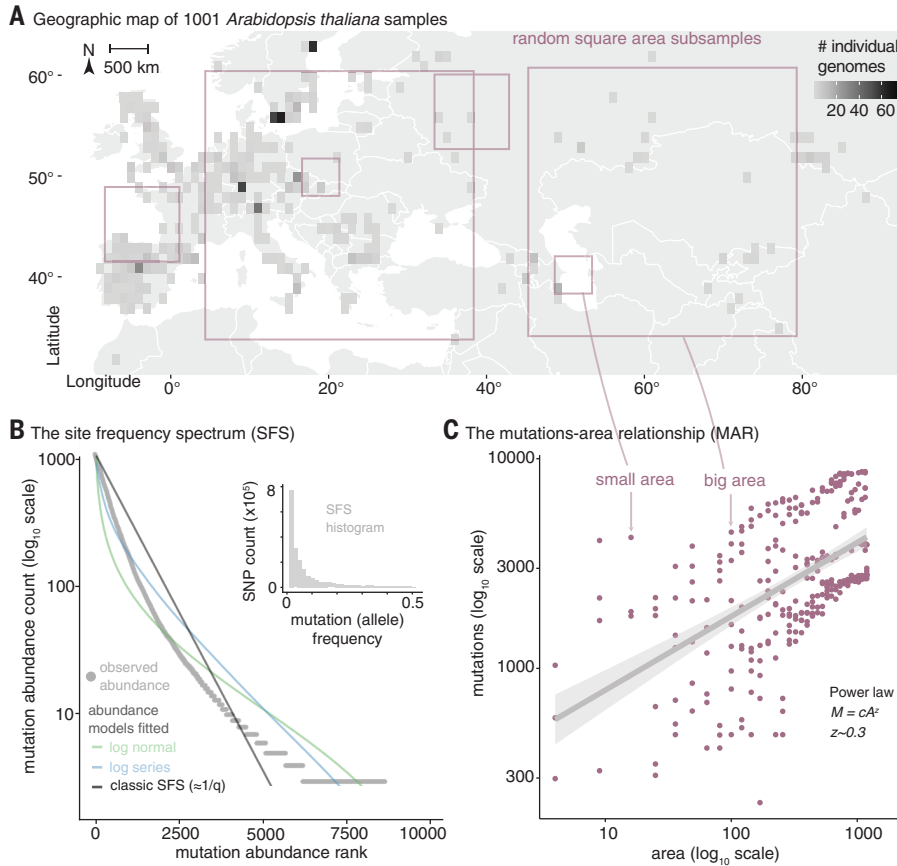 A Geographic map of 1001 Arabidopsis thaliana samples
N
500 km
random square area subsamples
# individual
genomes
20 40 60
60°
50°
40°
Latitude
Longitude
0° 20° 40° 60° 80°
B The site frequency spectrum (SFS)
1000
100
10
mutation abundance count (log10 scale)
8
0
SNP count (x10⁵)
SFS
histogram
0 0.5
mutation (allele)
frequency
observed
abundance
abundance
models fitted
log normal
log series
classic SFS (≈1/q)
0 2500 5000 7500 10000
mutation abundance rank
C The mutations-area relationship (MAR)
small area
big area
10000
3000
1000
300
mutations (log10 scale)
Power law
M = cAᶻ
z~0.3
10 100 1000
area (log10 scale)